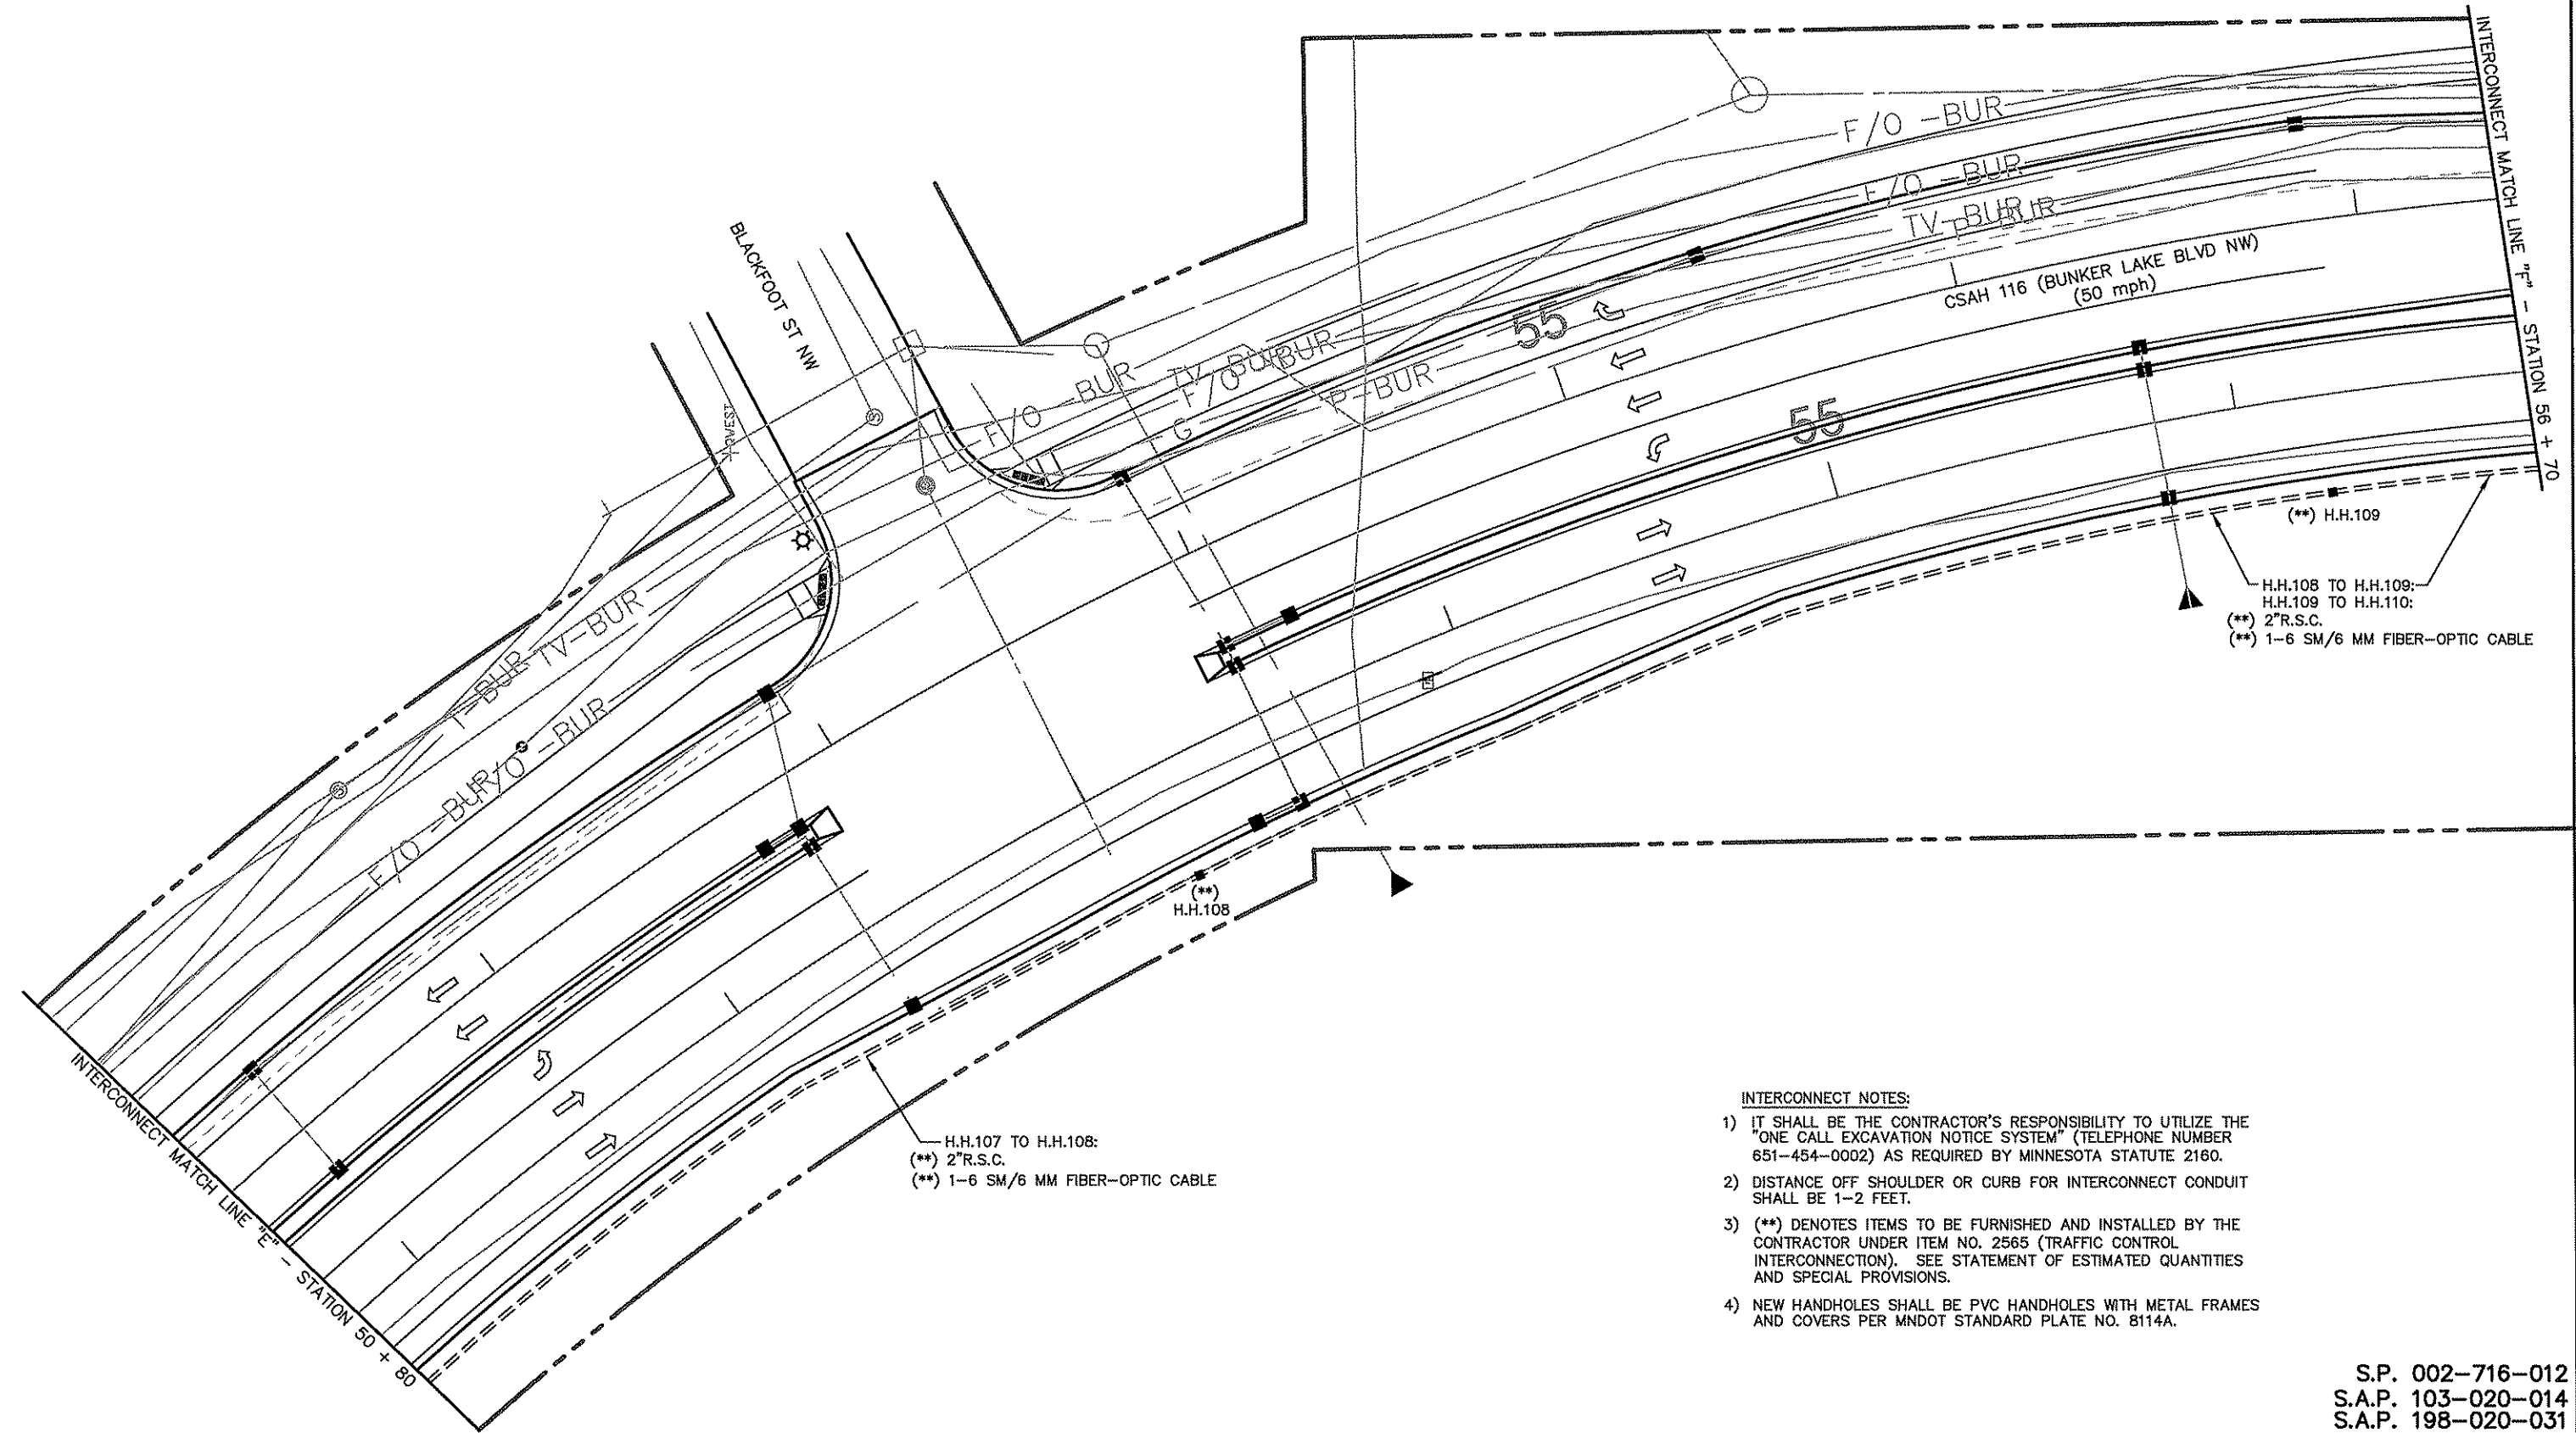 INTERCONNECT MATCH LINE "F" - STATION 56 + 70
F/O -BUR
F/O -BUR
TV-BUR
P-BUR
CSAH 116 (BUNKER LAKE BLVD NW)
(50 mph)
BLACKFOOT ST NW
55
55
F/O -BUR
TV-BUR
F/O -BUR
G
P-BUR
(**) H.H.109
H.H.108 TO H.H.109:
H.H.109 TO H.H.110:
(**) 2"R.S.C.
(**) 1-6 SM/6 MM FIBER-OPTIC CABLE
TV-BUR
T-BUR
F/O -BUR
F/O -BUR
(**)
H.H.108
INTERCONNECT MATCH LINE "E" - STATION 50 + 80
H.H.107 TO H.H.108:
(**) 2"R.S.C.
(**) 1-6 SM/6 MM FIBER-OPTIC CABLE
INTERCONNECT NOTES:
1) IT SHALL BE THE CONTRACTOR'S RESPONSIBILITY TO UTILIZE THE
"ONE CALL EXCAVATION NOTICE SYSTEM" (TELEPHONE NUMBER
651-454-0002) AS REQUIRED BY MINNESOTA STATUTE 216D.
2) DISTANCE OFF SHOULDER OR CURB FOR INTERCONNECT CONDUIT
SHALL BE 1-2 FEET.
3) (**) DENOTES ITEMS TO BE FURNISHED AND INSTALLED BY THE
CONTRACTOR UNDER ITEM NO. 2565 (TRAFFIC CONTROL
INTERCONNECTION). SEE STATEMENT OF ESTIMATED QUANTITIES
AND SPECIAL PROVISIONS.
4) NEW HANDHOLES SHALL BE PVC HANDHOLES WITH METAL FRAMES
AND COVERS PER MNDOT STANDARD PLATE NO. 8114A.
S.P. 002-716-012
S.A.P. 103-020-014
S.A.P. 198-020-031